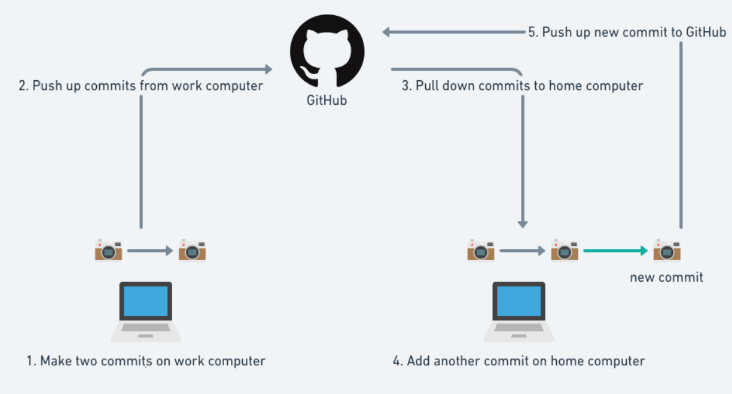 5. Push up new commit to GitHub
2. Push up commits from work computer
GitHub
3. Pull down commits to home computer
new commit
1. Make two commits on work computer
4. Add another commit on home computer